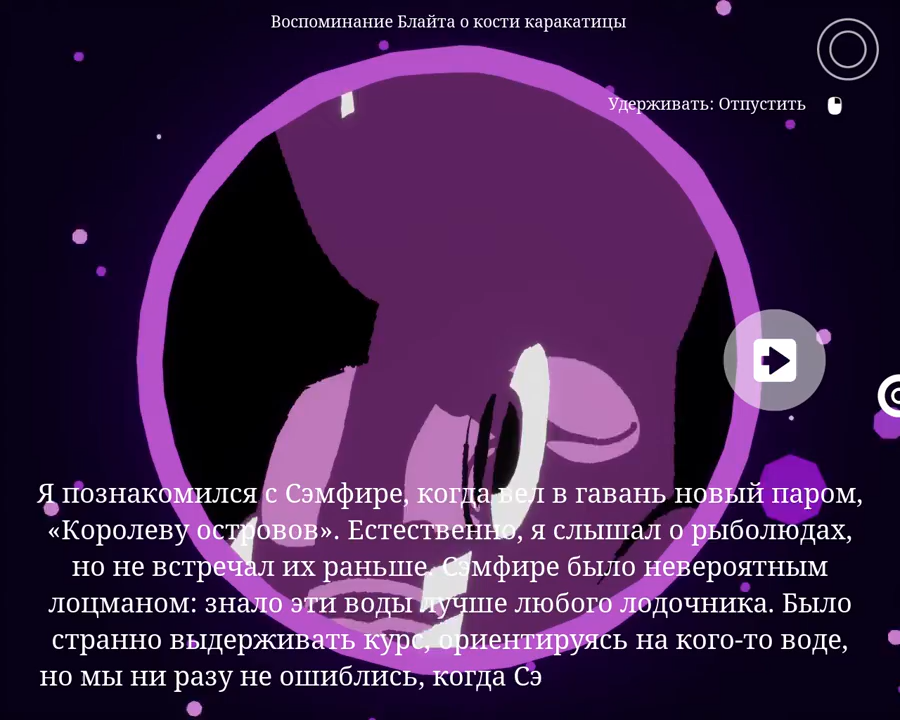 Воспоминание Блайта о кости каракатицы
Удерживать: Отпустить
Я познакомился с Сэмфире, когда вел в гавань новый паром,
«Королеву островов». Естественно, я слышал о рыболюдах,
но не встречал их раньше. Сэмфире было невероятным
лоцманом: знало эти воды лучше любого лодочника. Было
странно выдерживать курс, ориентируясь на кого-то воде,
но мы ни разу не ошиблись, когда Сэ